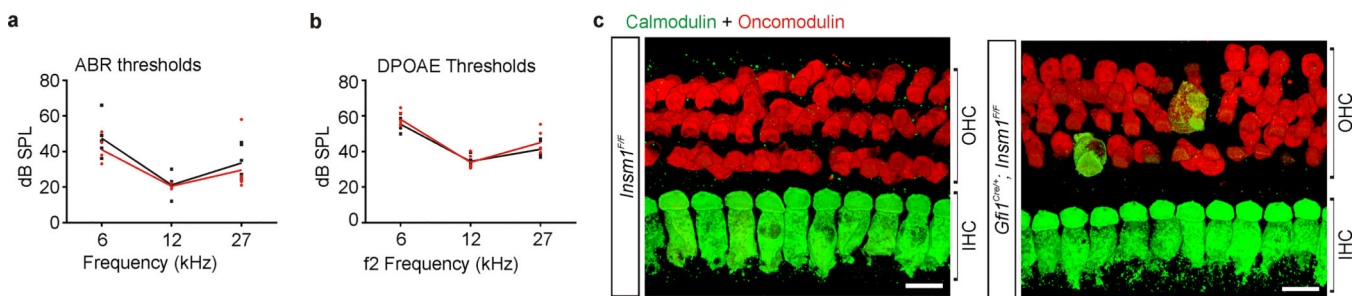 a
ABR thresholds
dB SPL
80
60
40
20
0
6 12 27
Frequency (kHz)
b
DPOAE Thresholds
dB SPL
80
60
40
20
0
6 12 27
f2 Frequency (kHz)
c
Calmodulin + Oncomodulin
Insm1F/F
OHC
IHC
Gfi1Cre/+; Insm1F/F
OHC
IHC